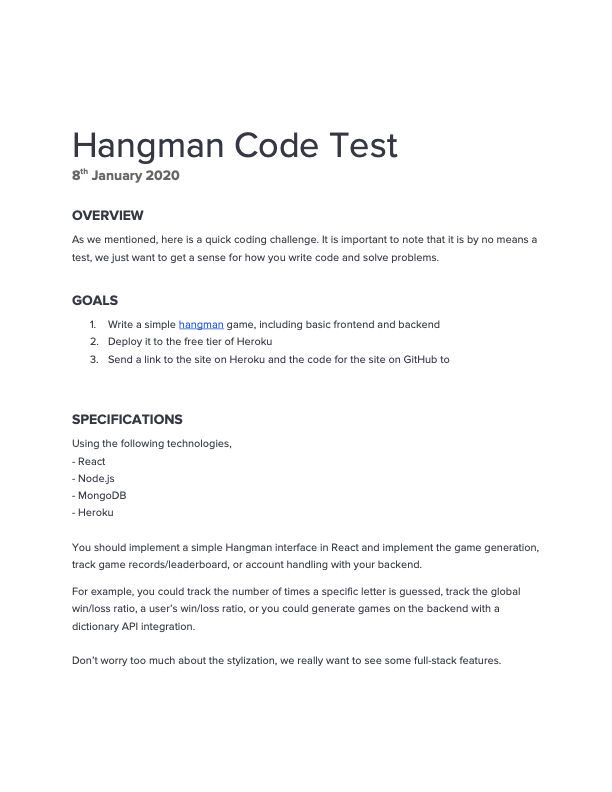 Hangman Code Test
8th January 2020
OVERVIEW
As we mentioned, here is a quick coding challenge. It is important to note that it is by no means a
test, we just want to get a sense for how you write code and solve problems.
GOALS
1. Write a simple hangman game, including basic frontend and backend
2. Deploy it to the free tier of Heroku
3. Send a link to the site on Heroku and the code for the site on GitHub to
SPECIFICATIONS
Using the following technologies,
- React
- Node.js
- MongoDB
- Heroku
You should implement a simple Hangman interface in React and implement the game generation,
track game records/leaderboard, or account handling with your backend.
For example, you could track the number of times a specific letter is guessed, track the global
win/loss ratio, a user’s win/loss ratio, or you could generate games on the backend with a
dictionary API integration.
Don’t worry too much about the stylization, we really want to see some full-stack features.